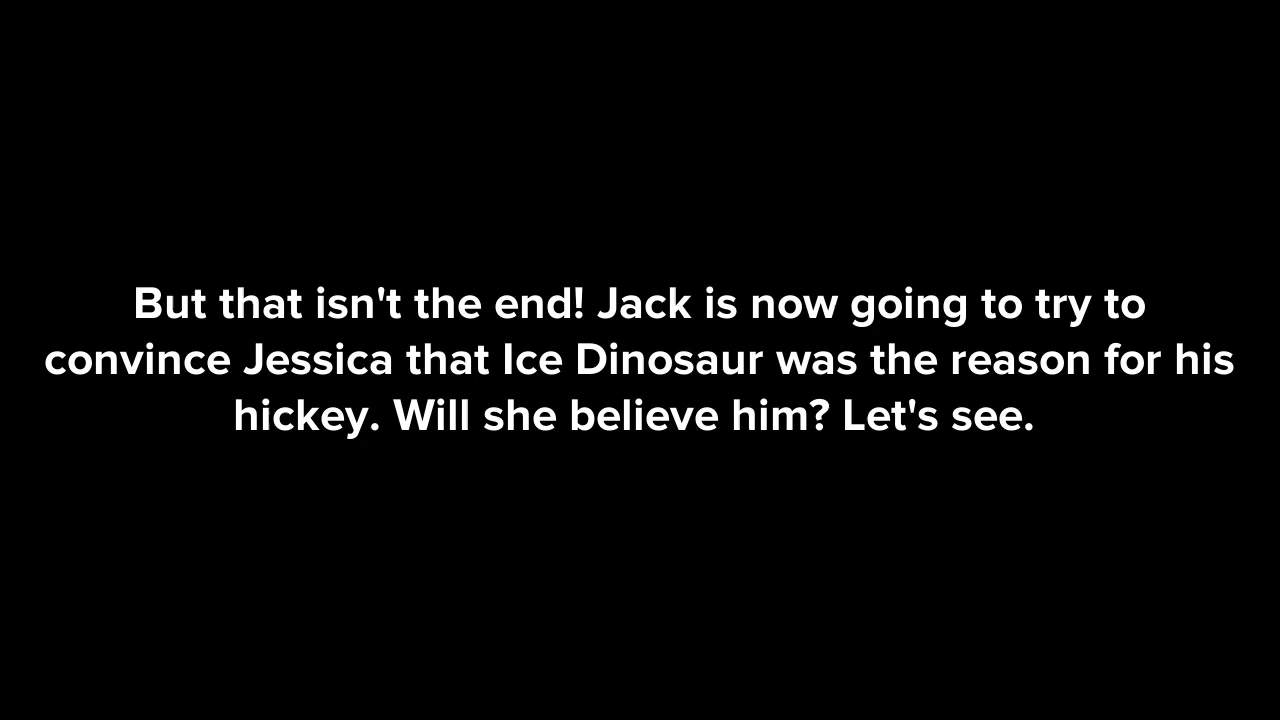 But that isn't the end! Jack is now going to try to
convince Jessica that Ice Dinosaur was the reason for his
hickey. Will she believe him? Let's see.